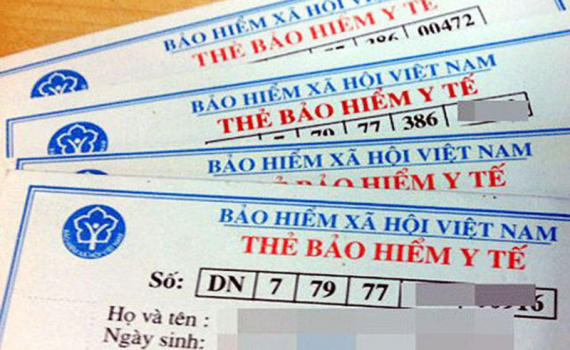 BẢO HIỂM XÃ HỘI VIỆT NAM
THẺ BẢO HIỂM Y TẾ
386 00472
BẢO HIỂM XÃ HỘI VIỆT NAM
THẺ BẢO HIỂM Y TẾ
7 79 77 386
BẢO HIỂM XÃ HỘI VIỆT NAM
THẺ BẢO HIỂM Y TẾ
BẢO HIỂM XÃ HỘI VIỆT NAM
THẺ BẢO HIỂM Y TẾ
Số: DN 7 79 77
Họ và tên :
Ngày sinh: